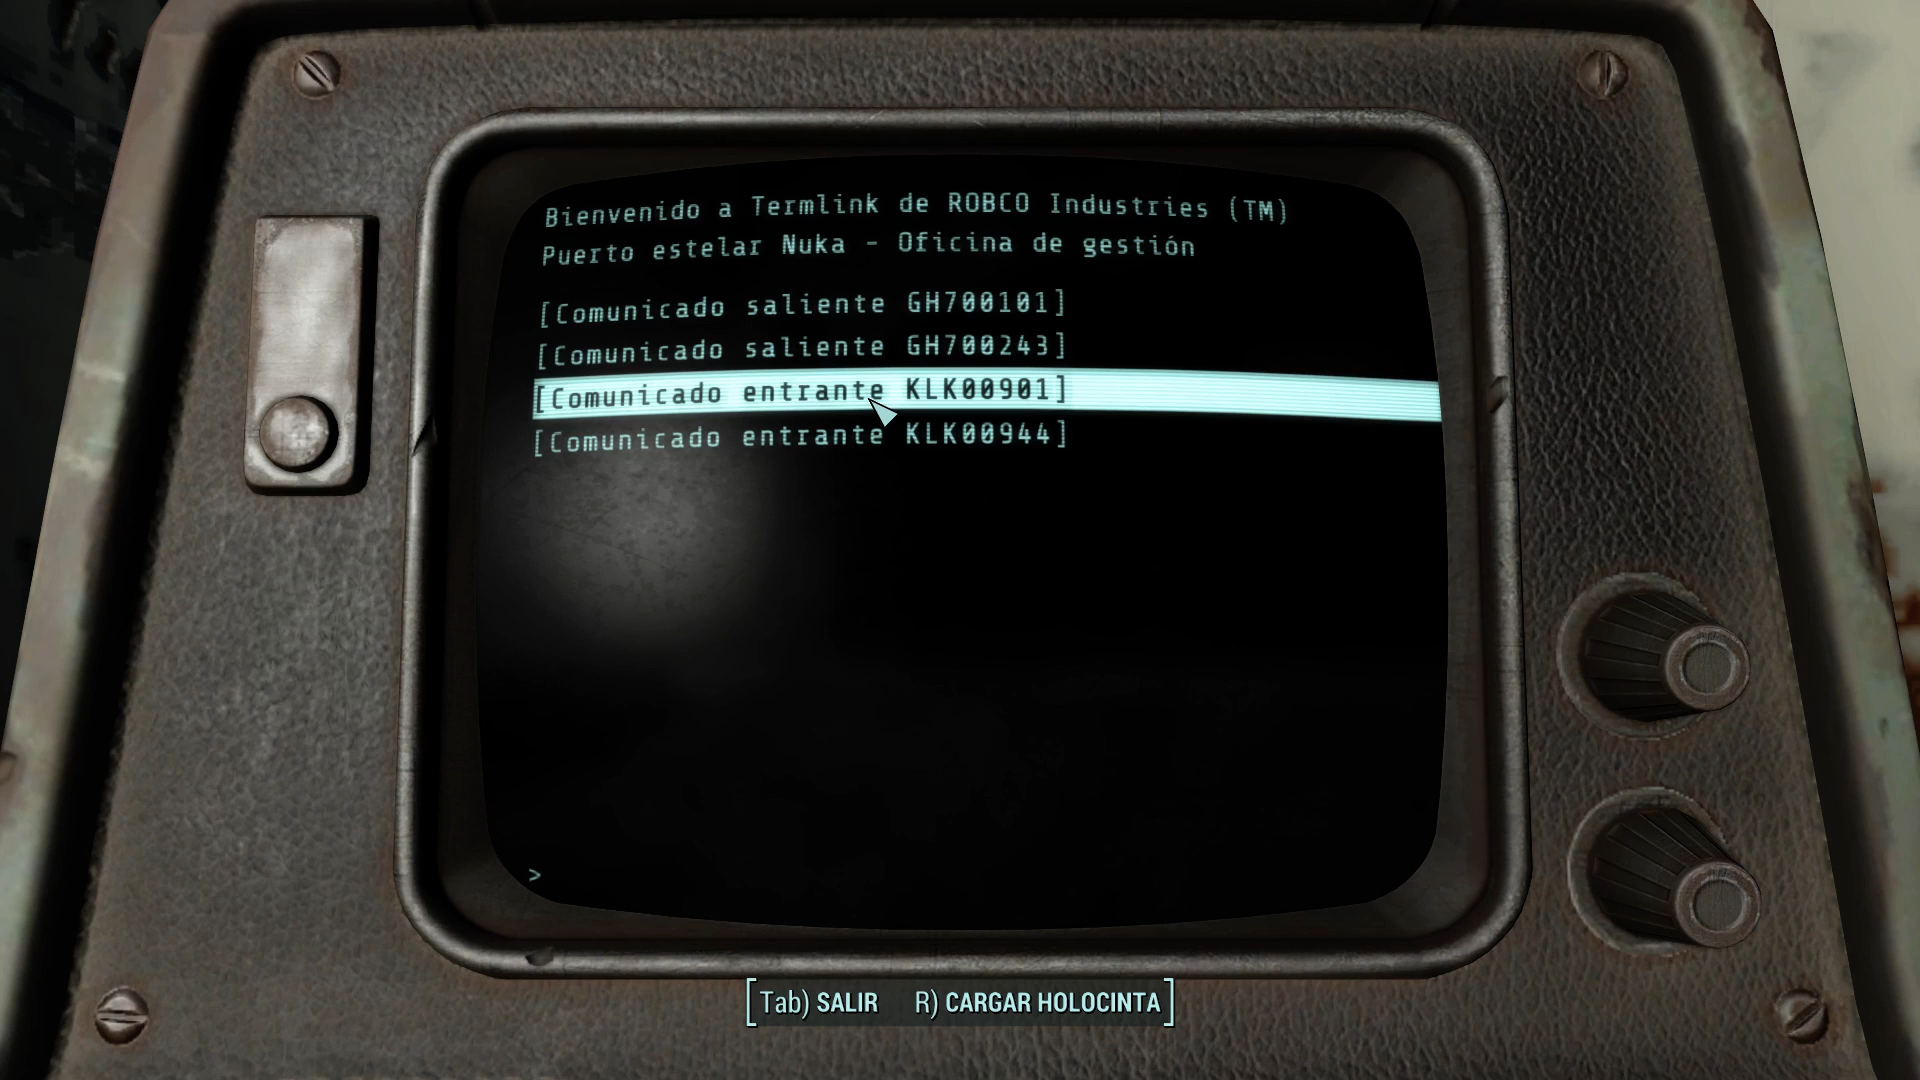 Bienvenido a Termlink de ROBCO Industries (TM)
Puerto estelar Nuka - Oficina de gestión
[Comunicado saliente GH700101]
[Comunicado saliente GH700243]
[Comunicado entrante KLK00901]
[Comunicado entrante KLK00944]
>
[Tab) SALIR R) CARGAR HOLOCINTA]